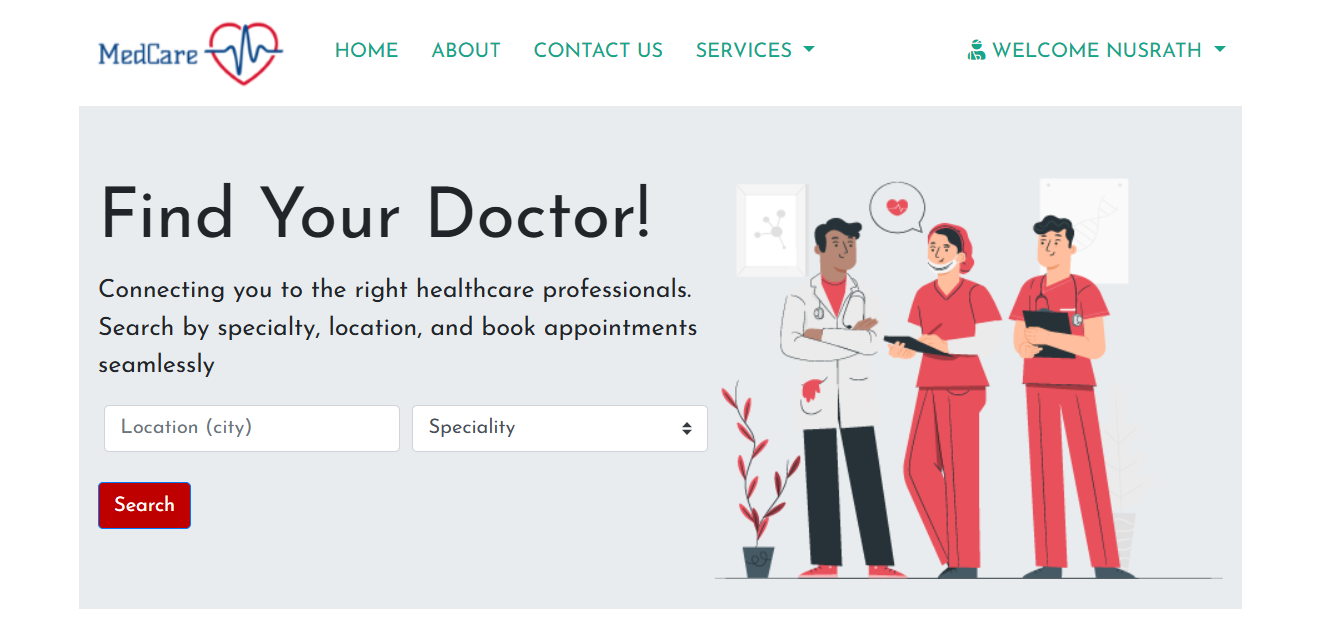 MedCare
HOME
ABOUT
CONTACT US
SERVICES
WELCOME NUSRATH
Find Your Doctor!
Connecting you to the right healthcare professionals.
Search by specialty, location, and book appointments
seamlessly
Location (city)
Speciality
Search